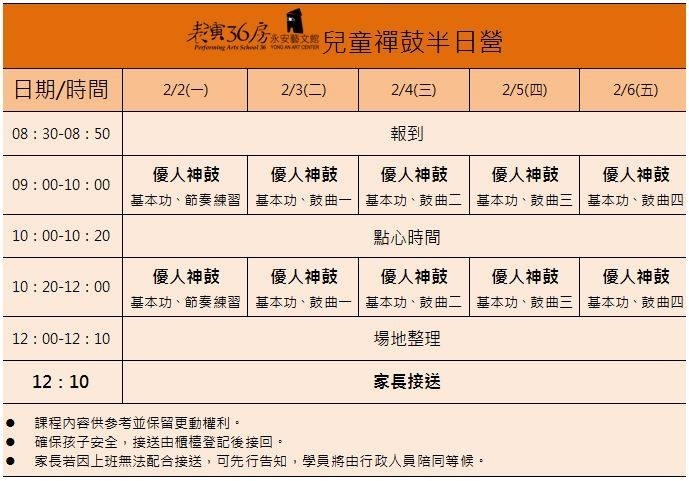 表演36房 永安藝文館 兒童禪鼓半日營
Performing Arts School 36 YONG AN ART CENTER
日期/時間 2/2(一) 2/3(二) 2/4(三) 2/5(四) 2/6(五)
08：30-08：50 報到
優人神鼓 優人神鼓 優人神鼓 優人神鼓 優人神鼓
09：00-10：00 基本功、節奏練習 基本功、鼓曲一 基本功、鼓曲二 基本功、鼓曲三 基本功、鼓曲四
10：00-10：20 點心時間
優人神鼓 優人神鼓 優人神鼓 優人神鼓 優人神鼓
10：20-12：00 基本功、節奏練習 基本功、鼓曲一 基本功、鼓曲二 基本功、鼓曲三 基本功、鼓曲四
12：00-12：10 場地整理
12：10 家長接送
● 課程內容供參考並保留更動權利。
● 確保孩子安全，接送由櫃檯登記後接回。
● 家長若因上班無法配合接送，可先行告知，學員將由行政人員陪同等候。